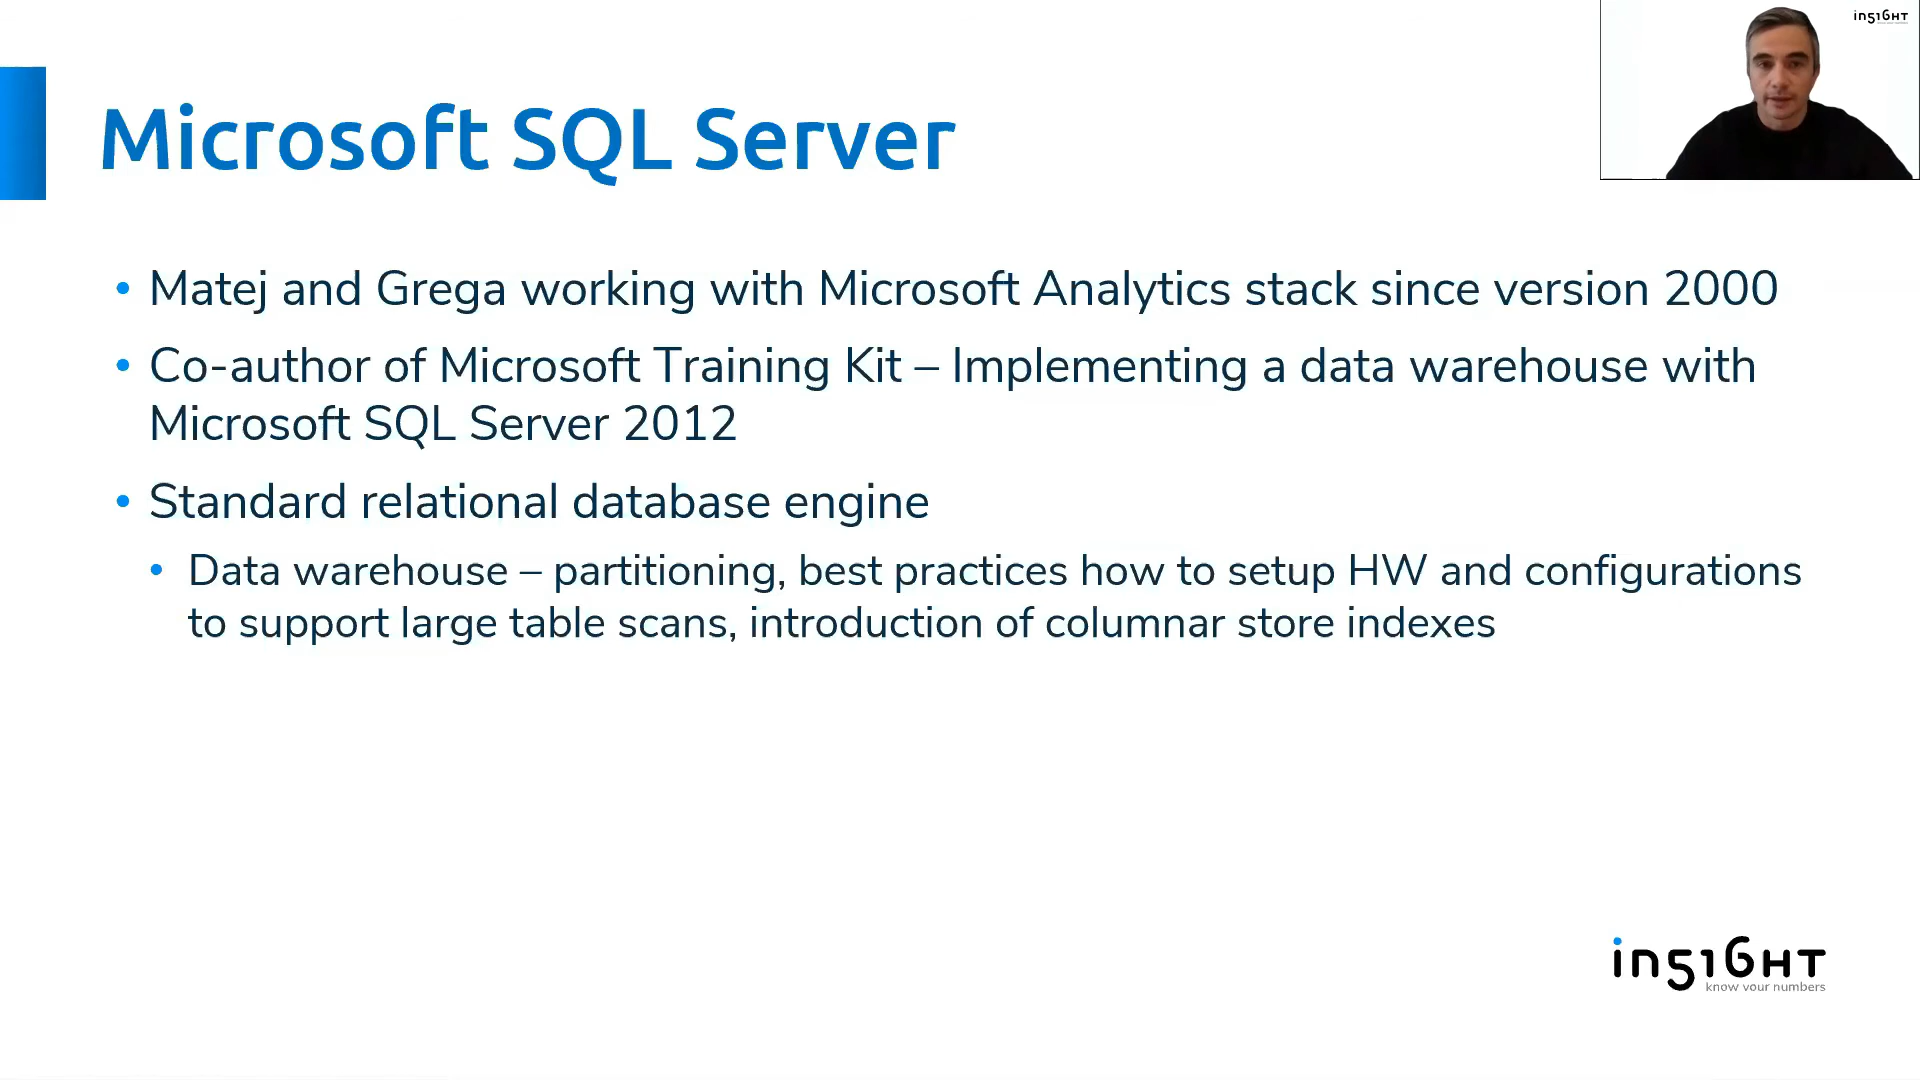 in516HT
Microsoft SQL Server
• Matej and Grega working with Microsoft Analytics stack since version 2000
• Co-author of Microsoft Training Kit – Implementing a data warehouse with
Microsoft SQL Server 2012
• Standard relational database engine
• Data warehouse – partitioning, best practices how to setup HW and configurations
to support large table scans, introduction of columnar store indexes
in516HT
know your numbers